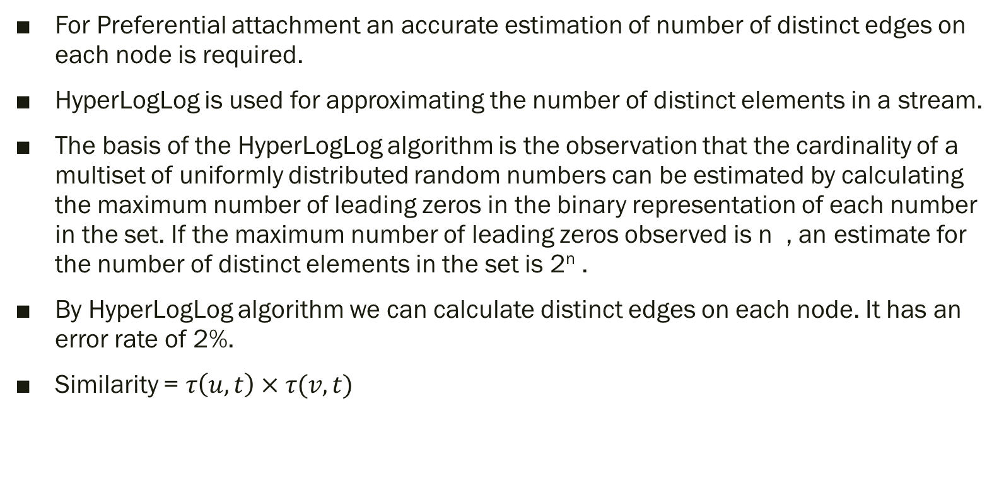 ■ For Preferential attachment an accurate estimation of number of distinct edges on
each node is required.
■ HyperLogLog is used for approximating the number of distinct elements in a stream.
■ The basis of the HyperLogLog algorithm is the observation that the cardinality of a
multiset of uniformly distributed random numbers can be estimated by calculating
the maximum number of leading zeros in the binary representation of each number
in the set. If the maximum number of leading zeros observed is n , an estimate for
the number of distinct elements in the set is 2ⁿ .
■ By HyperLogLog algorithm we can calculate distinct edges on each node. It has an
error rate of 2%.
■ Similarity = τ(u, t) × τ(v, t)